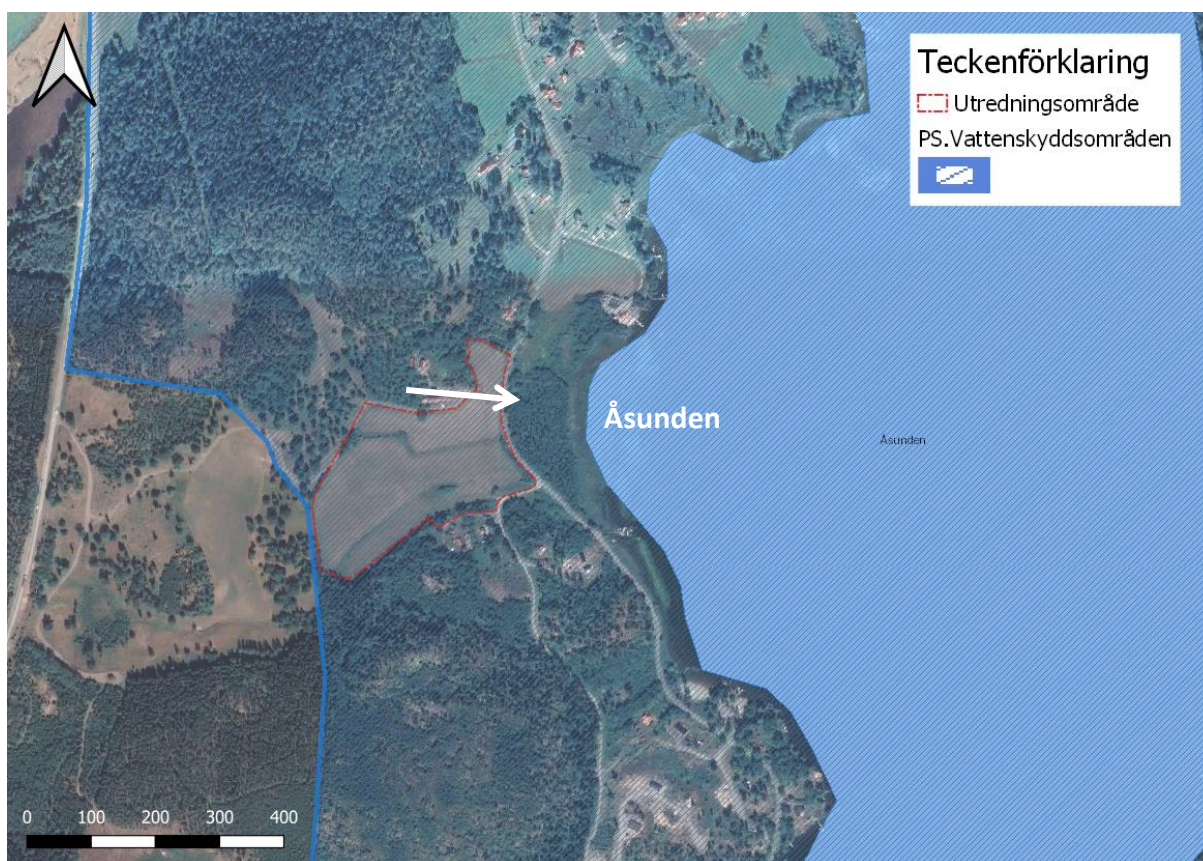 Teckenförklaring
Utredningsområde
PS.Vattenskyddsområden
Åsunden
Åsunden
0 100 200 300 400